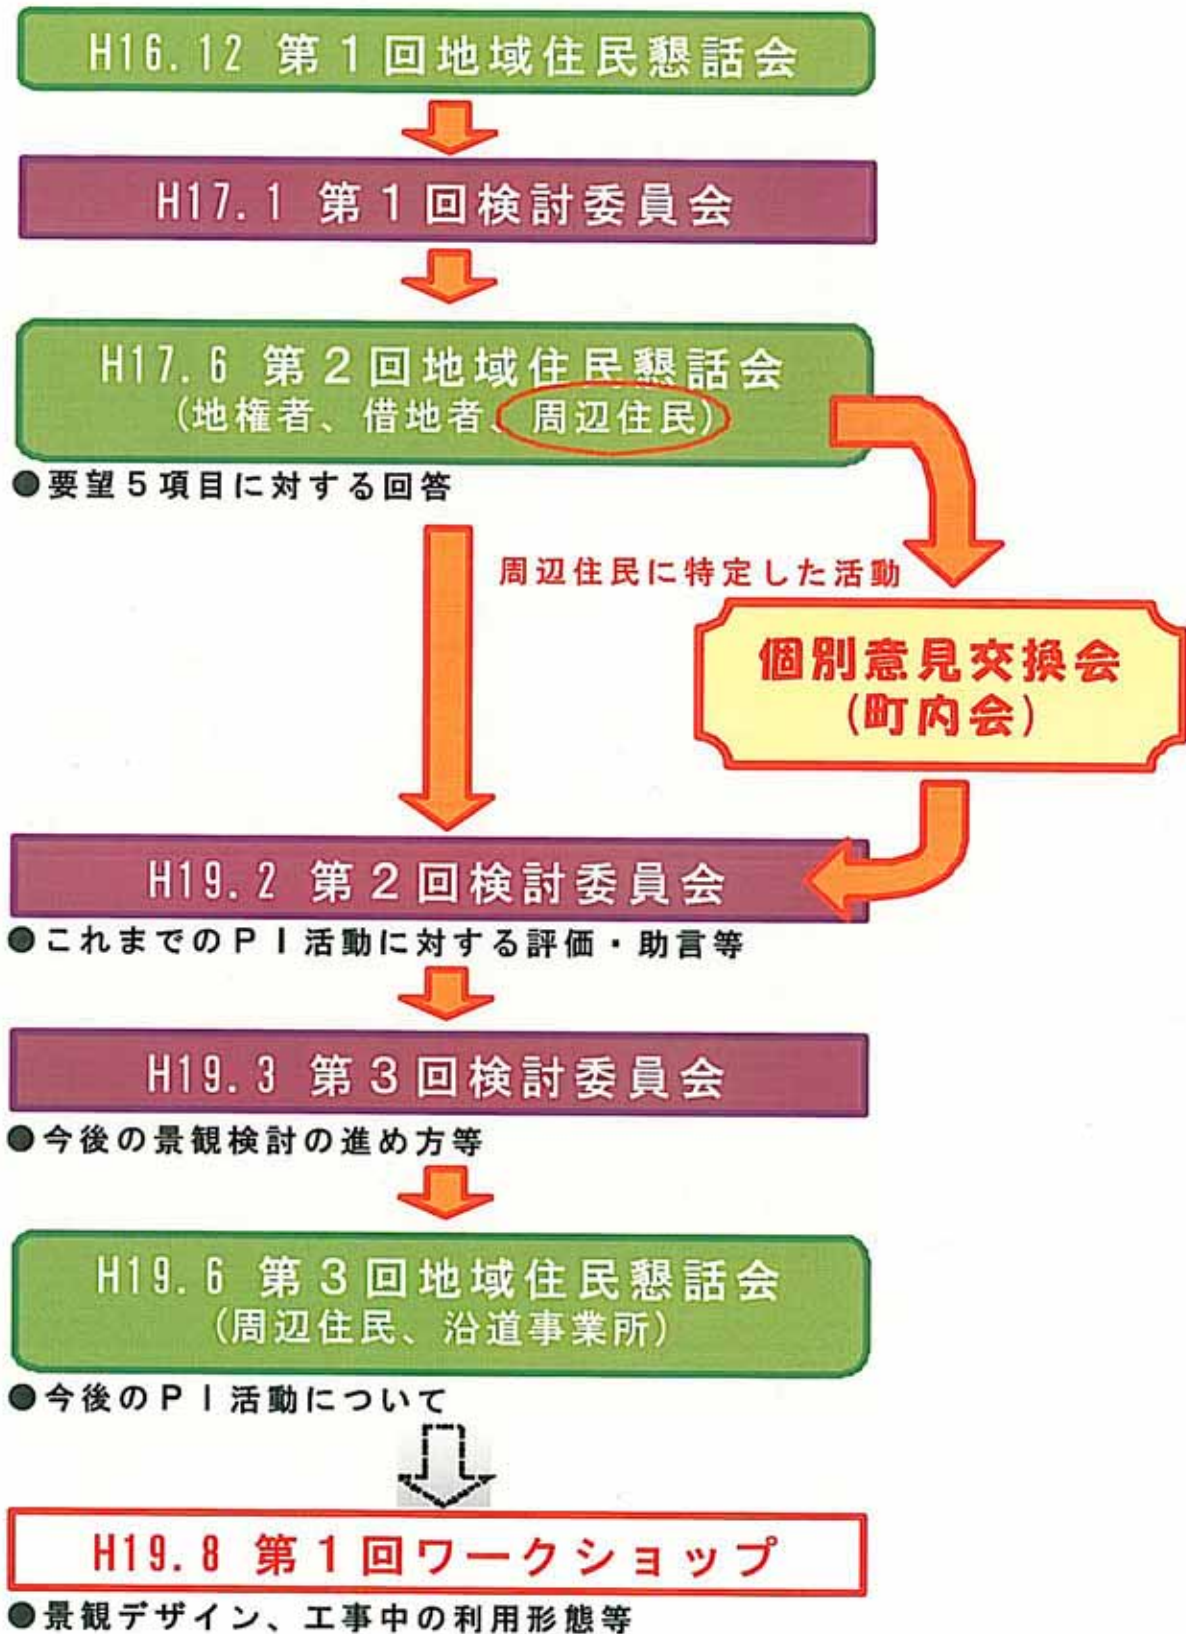 H16.12 第1回地域住民懇話会
H17.1 第1回検討委員会
H17.6 第2回地域住民懇話会
(地権者、借地者、周辺住民)
●要望5項目に対する回答
周辺住民に特定した活動
個別意見交換会
(町内会)
H19.2 第2回検討委員会
●これまでのPI活動に対する評価・助言等
H19.3 第3回検討委員会
●今後の景観検討の進め方等
H19.6 第3回地域住民懇話会
(周辺住民、沿道事業所)
●今後のPI活動について
H19.8 第1回ワークショップ
●景観デザイン、工事中の利用形態等